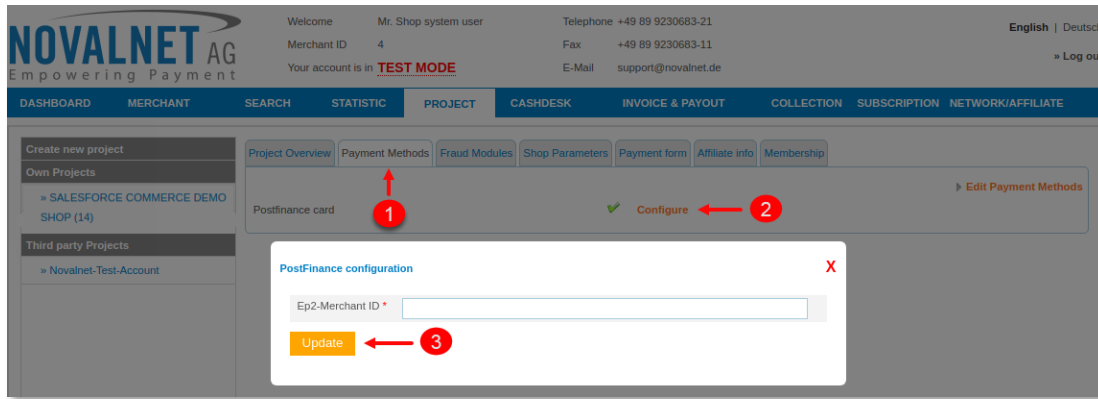 NOVALNET AG
Empowering Payment
Welcome Mr. Shop system user
Merchant ID 4
Your account is in TEST MODE
Telephone +49 89 9230683-21
Fax +49 89 9230683-11
E-Mail support@novalnet.de
English | Deutsch
» Log ou
DASHBOARD MERCHANT SEARCH STATISTIC PROJECT CASHDESK INVOICE & PAYOUT COLLECTION SUBSCRIPTION NETWORK/AFFILIATE
Create new project
Own Projects
» SALESFORCE COMMERCE DEMO
SHOP (14)
Third party Projects
» Novalnet-Test-Account
Project Overview Payment Methods Fraud Modules Shop Parameters Payment form Affiliate info Membership
Edit Payment Methods
Postfinance card Configure
1
2
PostFinance configuration X
Ep2-Merchant ID *
Update
3